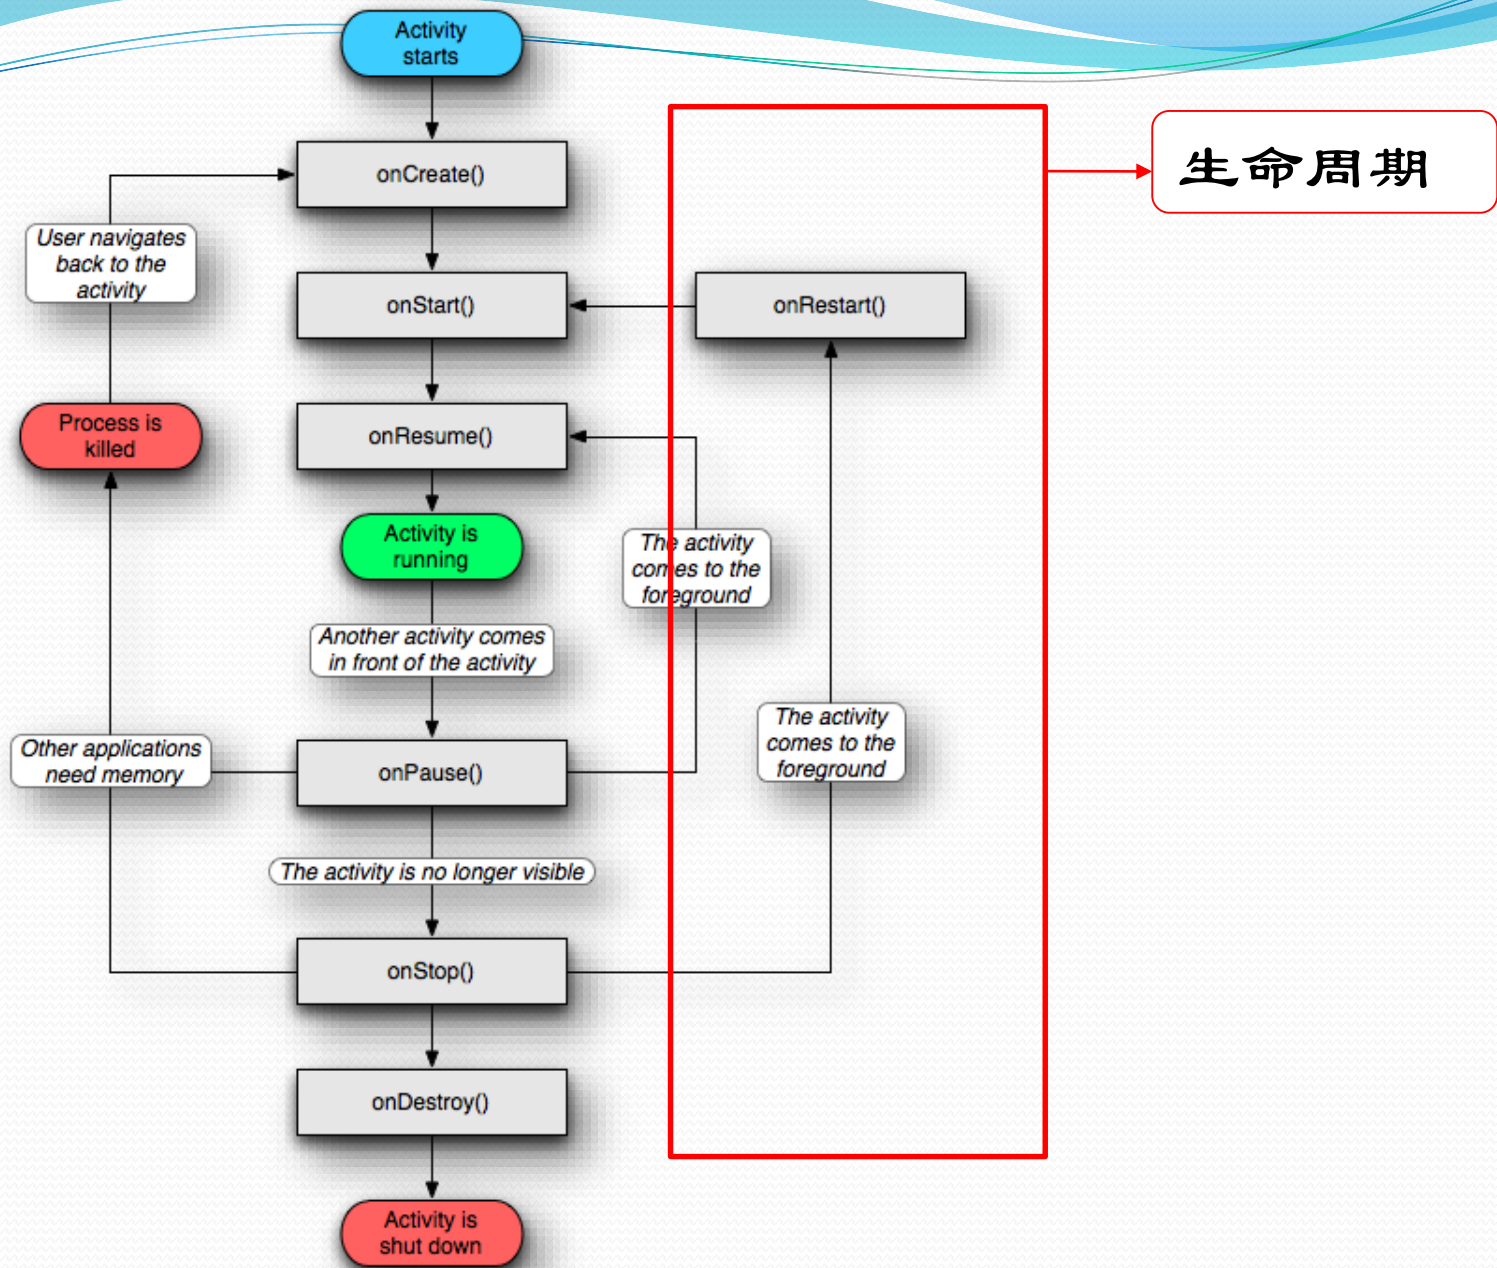 Activity
starts
生命周期
onCreate()
User navigates
back to the
activity
onStart()
onRestart()
Process is
killed
onResume()
Activity is
running
The activity
comes to the
foreground
Another activity comes
in front of the activity
The activity
comes to the
foreground
Other applications
need memory
onPause()
The activity is no longer visible
onStop()
onDestroy()
Activity is
shut down